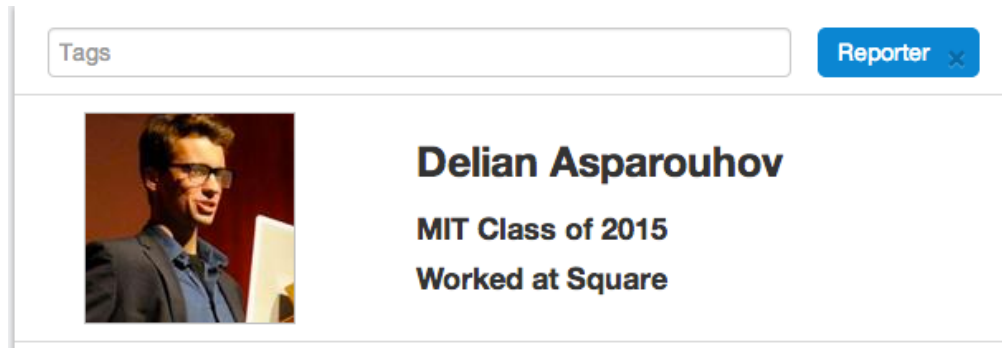 Tags
Reporter ×
Delian Asparouhov
MIT Class of 2015
Worked at Square